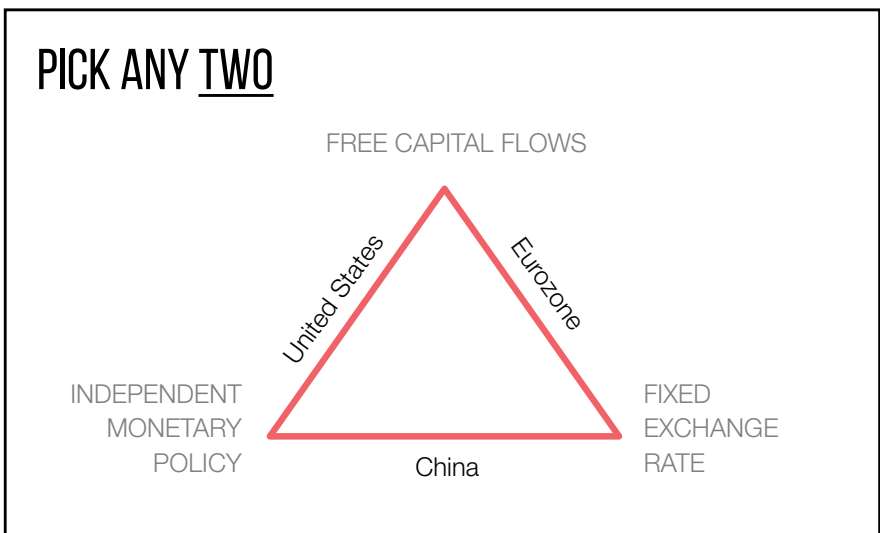 PICK ANY TWO
FREE CAPITAL FLOWS
United States
Eurozone
INDEPENDENT
MONETARY
POLICY
FIXED
EXCHANGE
RATE
China